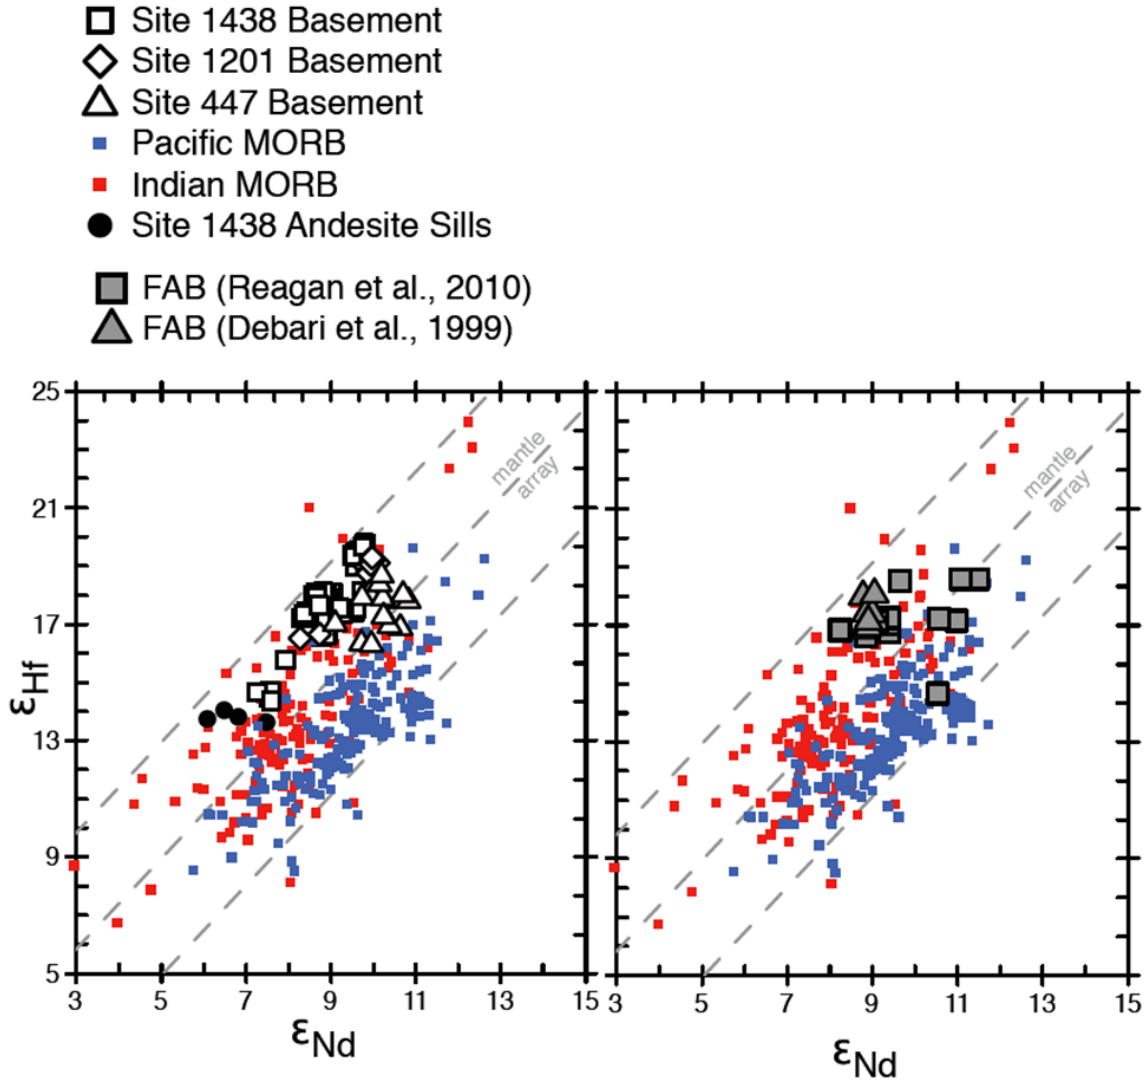 Site 1438 Basement
Site 1201 Basement
Site 447 Basement
Pacific MORB
Indian MORB
Site 1438 Andesite Sills
FAB (Reagan et al., 2010)
FAB (Debari et al., 1999)
25
21
17
13
9
5
εHf
mantle
array
mantle
array
3 5 7 9 11 13 15
3 5 7 9 11 13 15
εNd
εNd